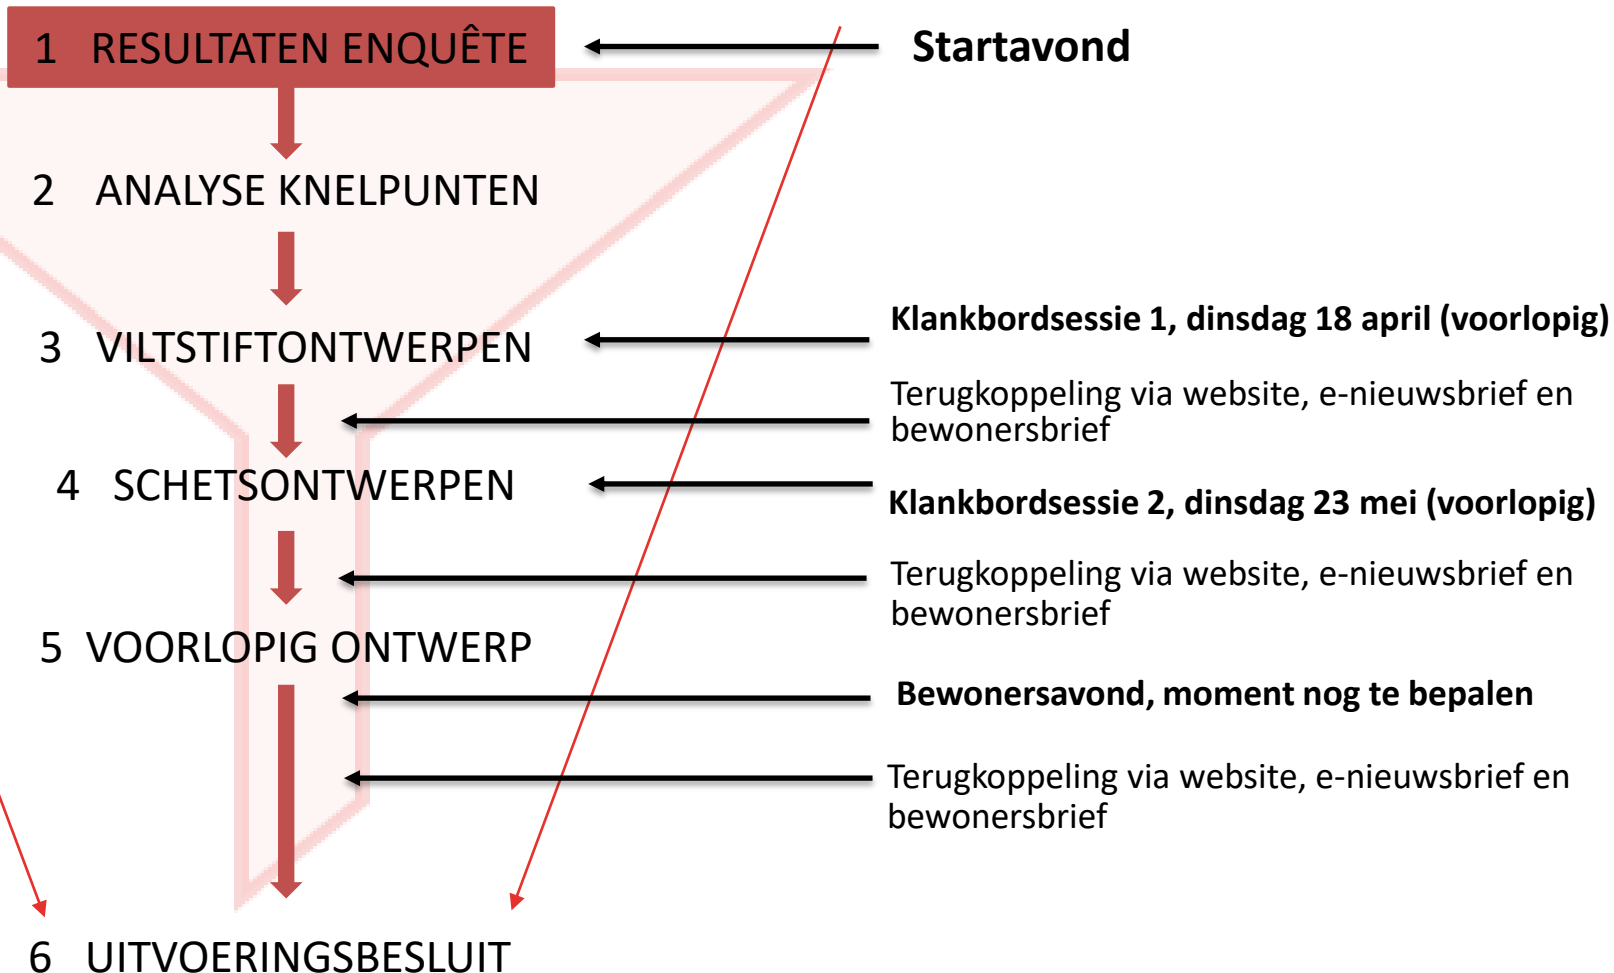 1 RESULTATEN ENQUÊTE
Startavond
2 ANALYSE KNELPUNTEN
Klankbordsessie 1, dinsdag 18 april (voorlopig)
3 VILTSTIFTONTWERPEN
Terugkoppeling via website, e-nieuwsbrief en
bewonersbrief
4 SCHETSONTWERPEN
Klankbordsessie 2, dinsdag 23 mei (voorlopig)
Terugkoppeling via website, e-nieuwsbrief en
bewonersbrief
5 VOORLOPIG ONTWERP
Bewonersavond, moment nog te bepalen
Terugkoppeling via website, e-nieuwsbrief en
bewonersbrief
6 UITVOERINGSBESLUIT